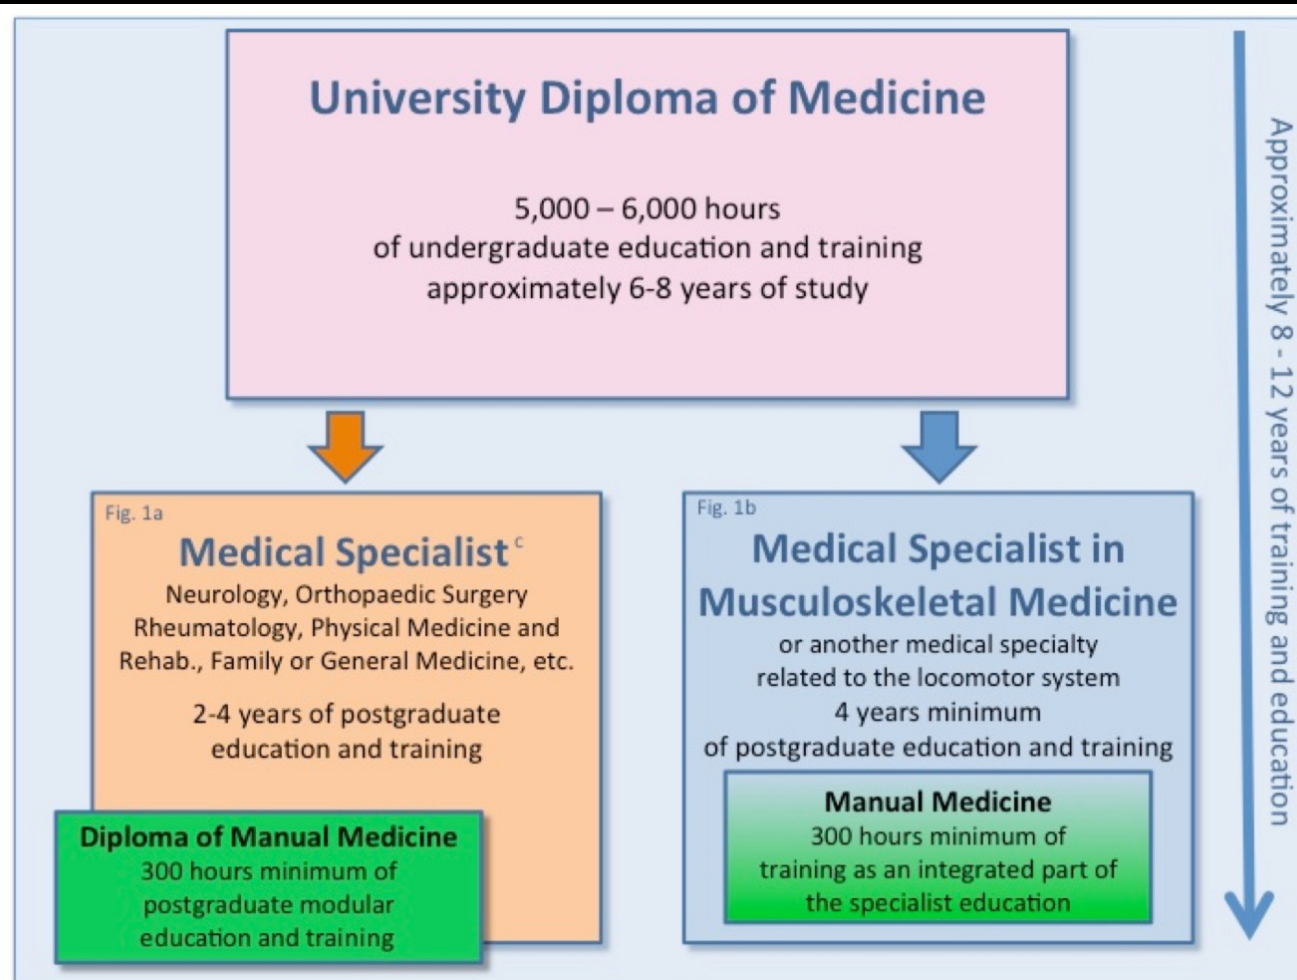 University Diploma of Medicine
5,000 – 6,000 hours
of undergraduate education and training
approximately 6-8 years of study
Approximately 8 - 12 years of training and education
Fig. 1a
Medical Specialist c
Neurology, Orthopaedic Surgery
Rheumatology, Physical Medicine and
Rehab., Family or General Medicine, etc.
2-4 years of postgraduate
education and training
Diploma of Manual Medicine
300 hours minimum of
postgraduate modular
education and training
Fig. 1b
Medical Specialist in
Musculoskeletal Medicine
or another medical specialty
related to the locomotor system
4 years minimum
of postgraduate education and training
Manual Medicine
300 hours minimum of
training as an integrated part of
the specialist education